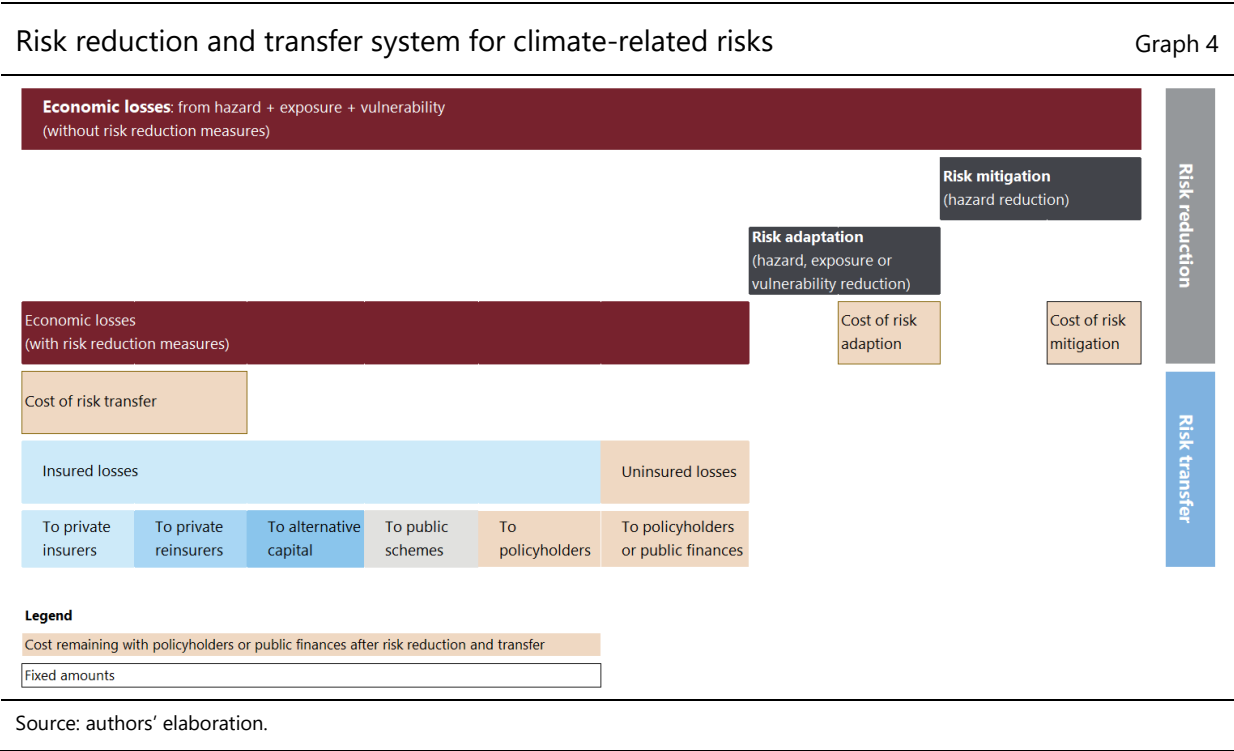 Risk reduction and transfer system for climate-related risks
Graph 4
Economic losses: from hazard + exposure + vulnerability
(without risk reduction measures)
Risk mitigation
(hazard reduction)
Risk adaptation
(hazard, exposure or
vulnerability reduction)
Economic losses
(with risk reduction measures)
Cost of risk
adaption
Cost of risk
mitigation
Risk reduction
Cost of risk transfer
Insured losses
Uninsured losses
To private
insurers
To private
reinsurers
To alternative
capital
To public
schemes
To
policyholders
To policyholders
or public finances
Risk transfer
Legend
Cost remaining with policyholders or public finances after risk reduction and transfer
Fixed amounts
Source: authors’ elaboration.